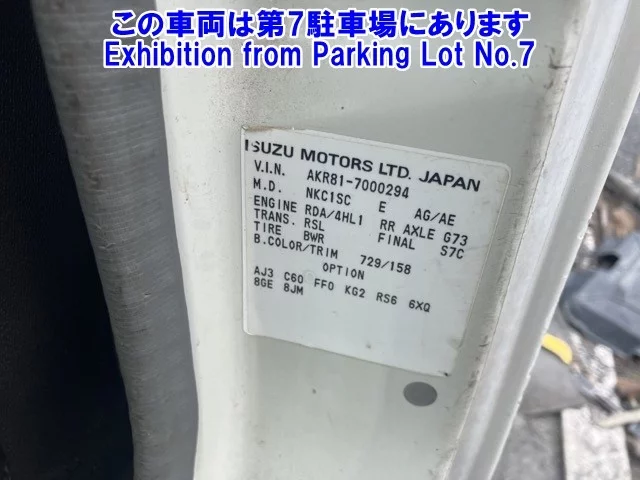 この車両は第7駐車場にあります
Exhibition from Parking Lot No.7
ISUZU MOTORS LTD. JAPAN
V.I.N. AKR81-7000294
M.D. NKC1SC E AG/AE
ENGINE RDA/4HL1 RR AXLE G73
TRANS. RSL FINAL S7C
TIRE BWR
B.COLOR/TRIM 729/158
OPTION
AJ3 C60 FF0 KG2 RS6 6XQ
8GE 8JM